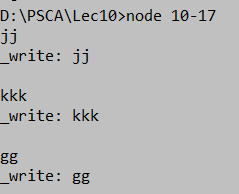 D:\PSCA\Lec10>node 10-17
jj
_write: jj
kkk
_write: kkk
gg
_write: gg